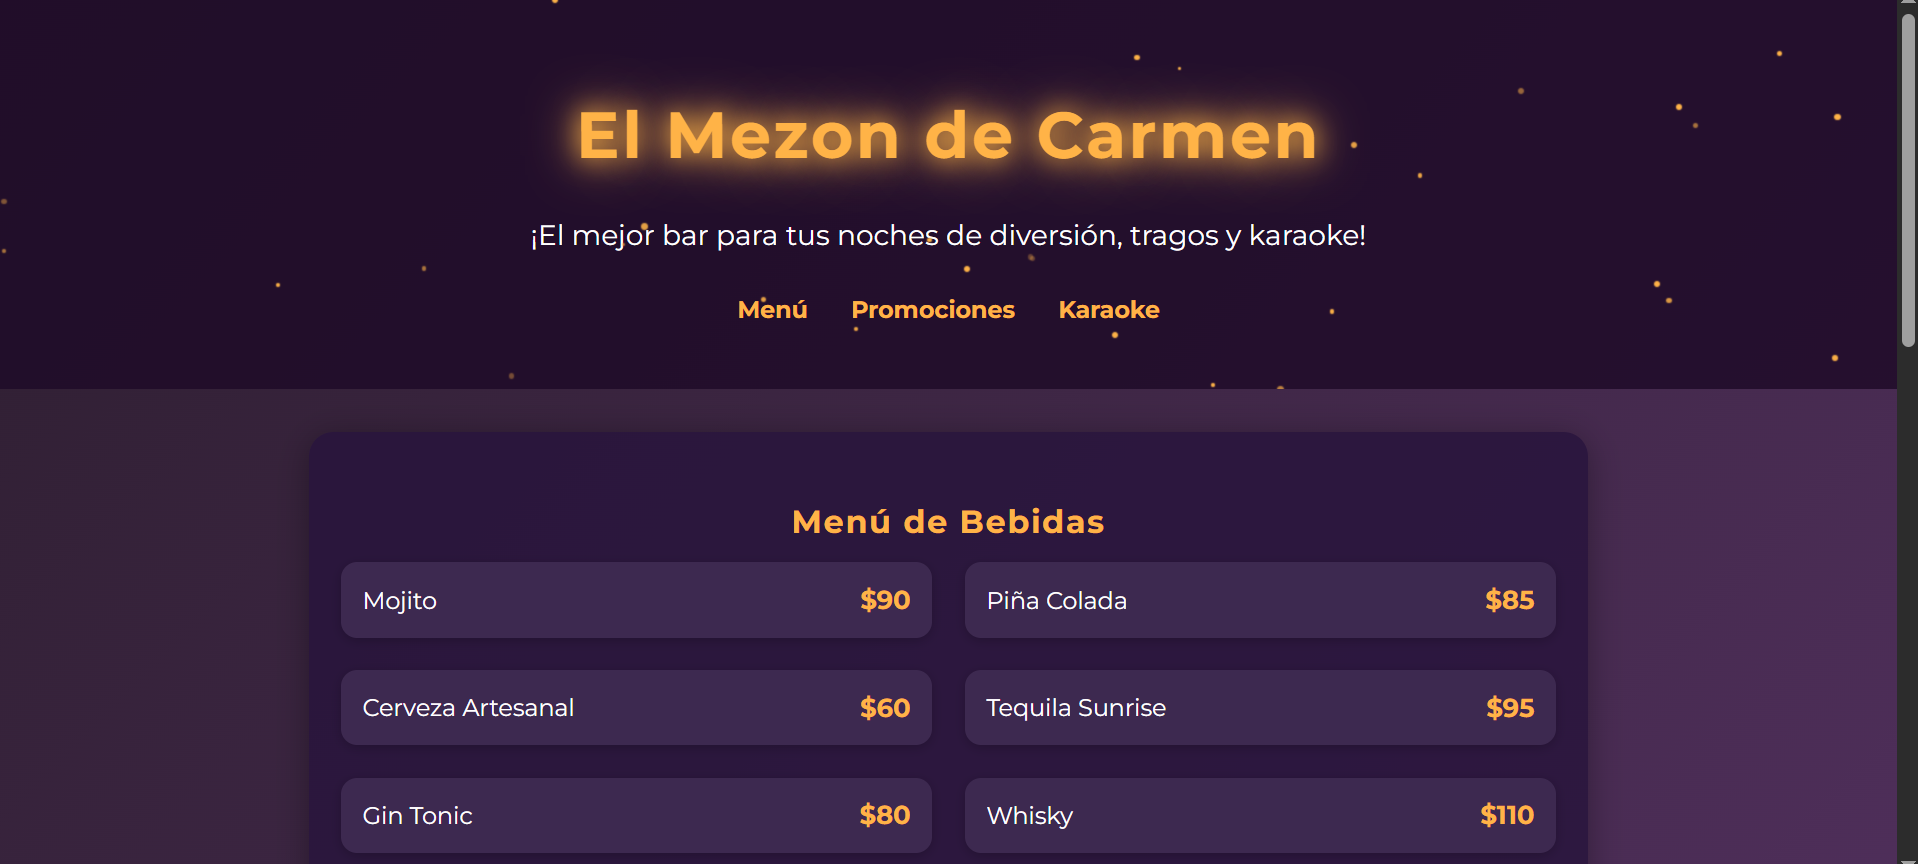 El Mezon de Carmen
¡El mejor bar para tus noches de diversión, tragos y karaoke!
Menú Promociones Karaoke
Menú de Bebidas
Mojito $90
Piña Colada $85
Cerveza Artesanal $60
Tequila Sunrise $95
Gin Tonic $80
Whisky $110